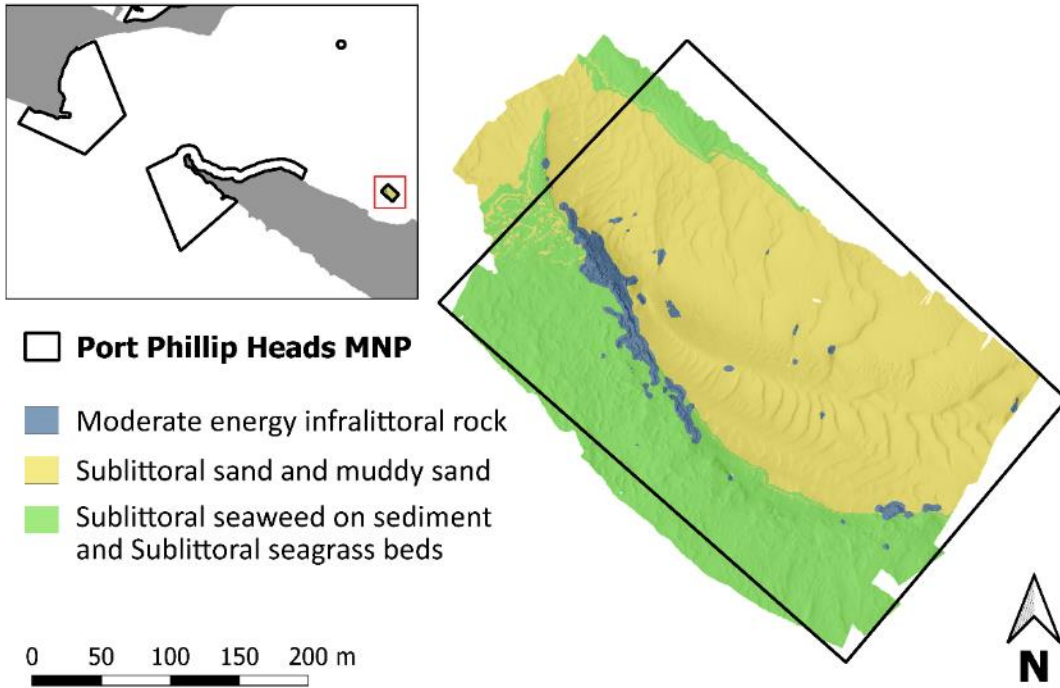 Port Phillip Heads MNP
Moderate energy infralittoral rock
Sublittoral sand and muddy sand
Sublittoral seaweed on sediment
and Sublittoral seagrass beds
0 50 100 150 200 m
N